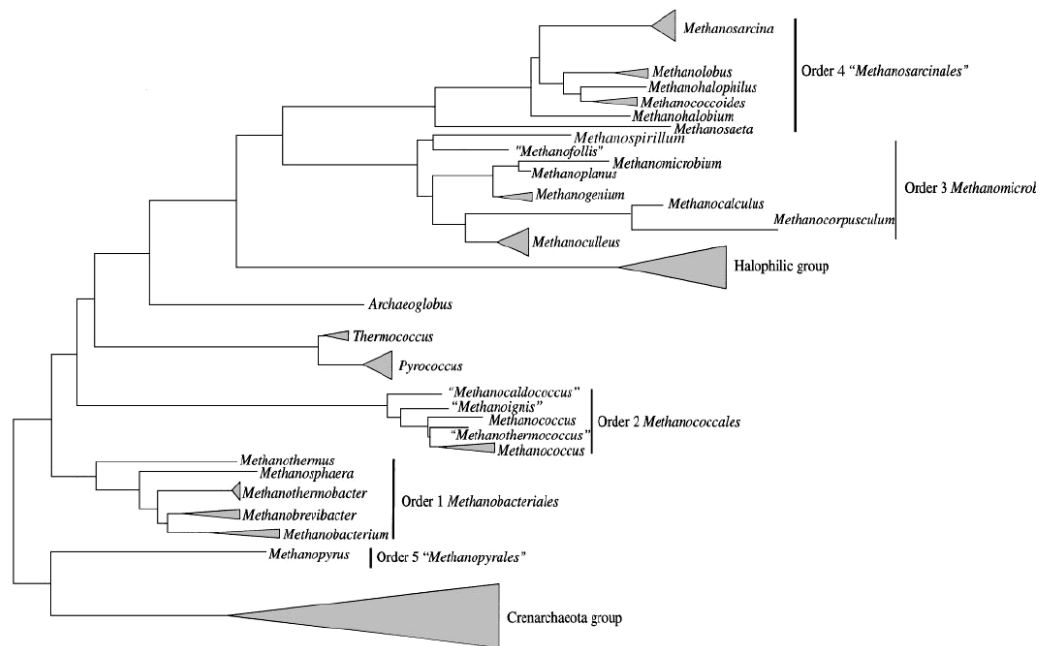 Methanosarcina
Order 4 “Methanosarcinales”
Methanolobus
Methanohalophilus
Methanococcoides
Methanohalobium
Methanosaeta
Methanospirillum
"Methanofollis"
Methanomicrobium
Methanoplanus
Methanogenium
Order 3 Methanomicrob
Methanocalculus
Methanocorpusculum
Methanoculleus
Halophilic group
Archaeoglobus
Thermococcus
Pyrococcus
“Methanocaldococcus”
“Methanoignis”
Methanococcus
Order 2 Methanococcales
“Methanothermococcus”
Methanococcus
Methanothermus
Methanosphaera
Methanothermobacter
Order 1 Methanobacteriales
Methanobrevibacter
Methanobacterium
Methanopyrus
Order 5 “Methanopyrales”
Crenarchaeota group